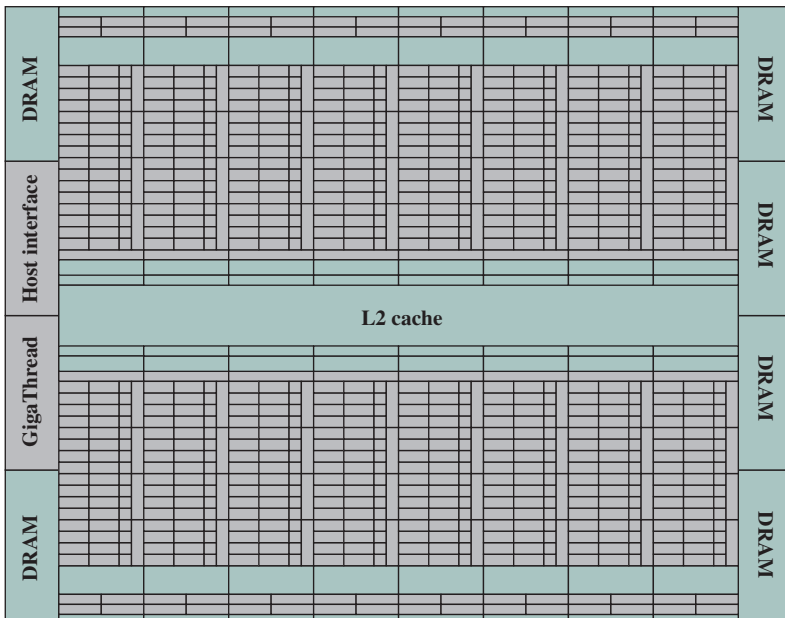 DRAM
Host interface
GigaThread
DRAM
L2 cache
DRAM
DRAM
DRAM
DRAM